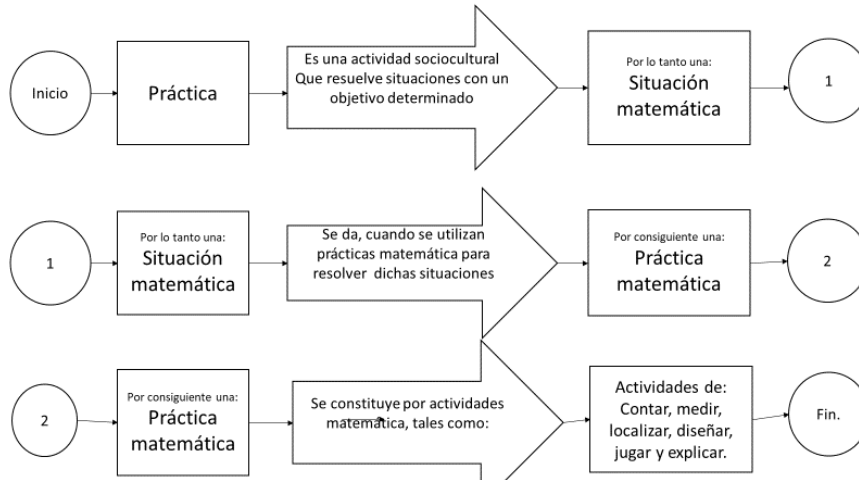 Inicio
Práctica
Es una actividad sociocultural
Que resuelve situaciones con un
objetivo determinado
Por lo tanto una:
Situación
matemática
1
1
Por lo tanto una:
Situación
matemática
Se da, cuando se utilizan
prácticas matemática para
resolver dichas situaciones
Por consiguiente una:
Práctica
matemática
2
2
Por consiguiente una:
Práctica
matemática
Se constituye por actividades
matemática, tales como:
Actividades de:
Contar, medir,
localizar, diseñar,
jugar y explicar.
Fin.